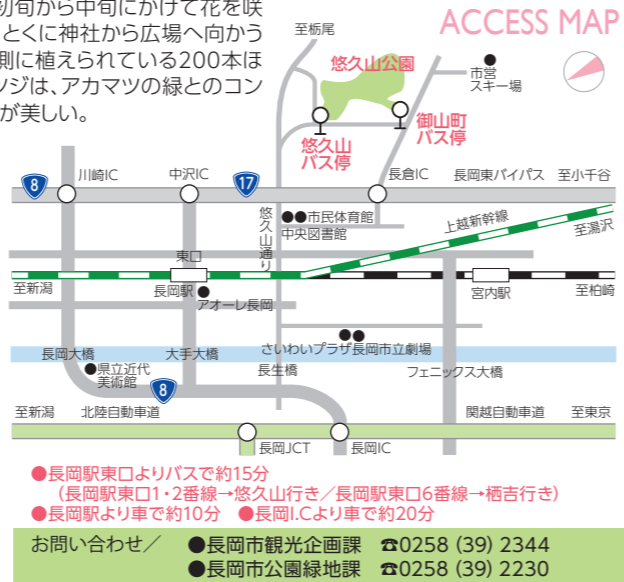 初旬から中旬にかけて花を咲
とくに神社から広場へ向かう
側に植えられている200本ほ
ツジは、アカマツの緑とのコン
が美しい。
ACCESS MAP
至栃尾
悠久山公園
市営
スキー場
御山町
バス停
悠久山
バス停
8
川崎IC
中沢IC
17
長倉IC
長岡東バイパス
至小千谷
悠久山通り
市民体育館
中央図書館
上越新幹線
至湯沢
東口
至新潟
長岡駅
アオーレ長岡
宮内駅
至柏崎
さいわいプラザ
長岡市立劇場
長岡大橋
大手大橋
長生橋
フェニックス大橋
県立近代
美術館
8
至新潟
北陸自動車道
関越自動車道
至東京
長岡JCT
長岡IC
●長岡駅東口よりバスで約15分
(長岡駅東口1・2番線→悠久山行き/長岡駅東口6番線→栖吉行き)
●長岡駅より車で約10分 ●長岡I.Cより車で約20分
お問い合わせ/ ●長岡市観光企画課 ☎0258 (39) 2344
●長岡市公園緑地課 ☎0258 (39) 2230